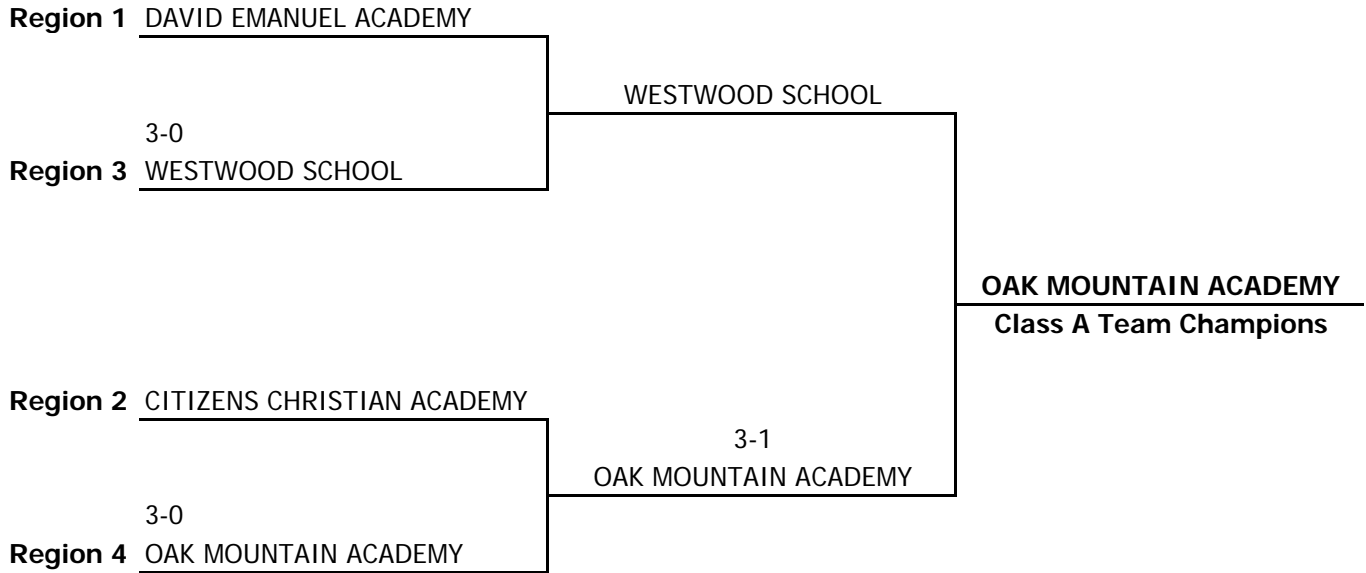 Region 1 DAVID EMANUEL ACADEMY
WESTWOOD SCHOOL
3-0
Region 3 WESTWOOD SCHOOL
OAK MOUNTAIN ACADEMY
Class A Team Champions
Region 2 CITIZENS CHRISTIAN ACADEMY
3-1
OAK MOUNTAIN ACADEMY
3-0
Region 4 OAK MOUNTAIN ACADEMY